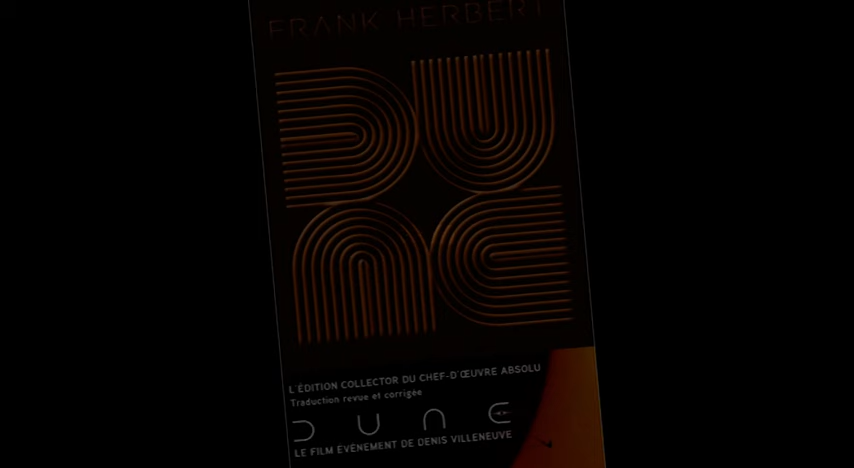 FRANK HERBERT
DUNE
L'ÉDITION COLLECTOR DU CHEF-D'ŒUVRE ABSOLU
Traduction revue et corrigée
DUNE
LE FILM ÉVÉNEMENT DE DENIS VILLENEUVE